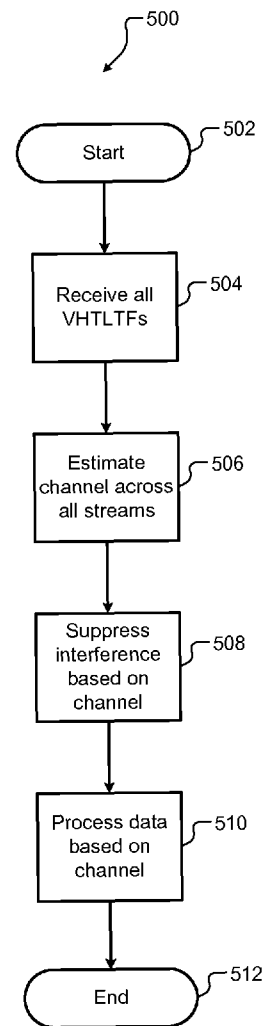 500
Start
502
Receive all
VHTLTFs
504
Estimate
channel across
all streams
506
Suppress
interference
based on
channel
508
Process data
based on
channel
510
End
512